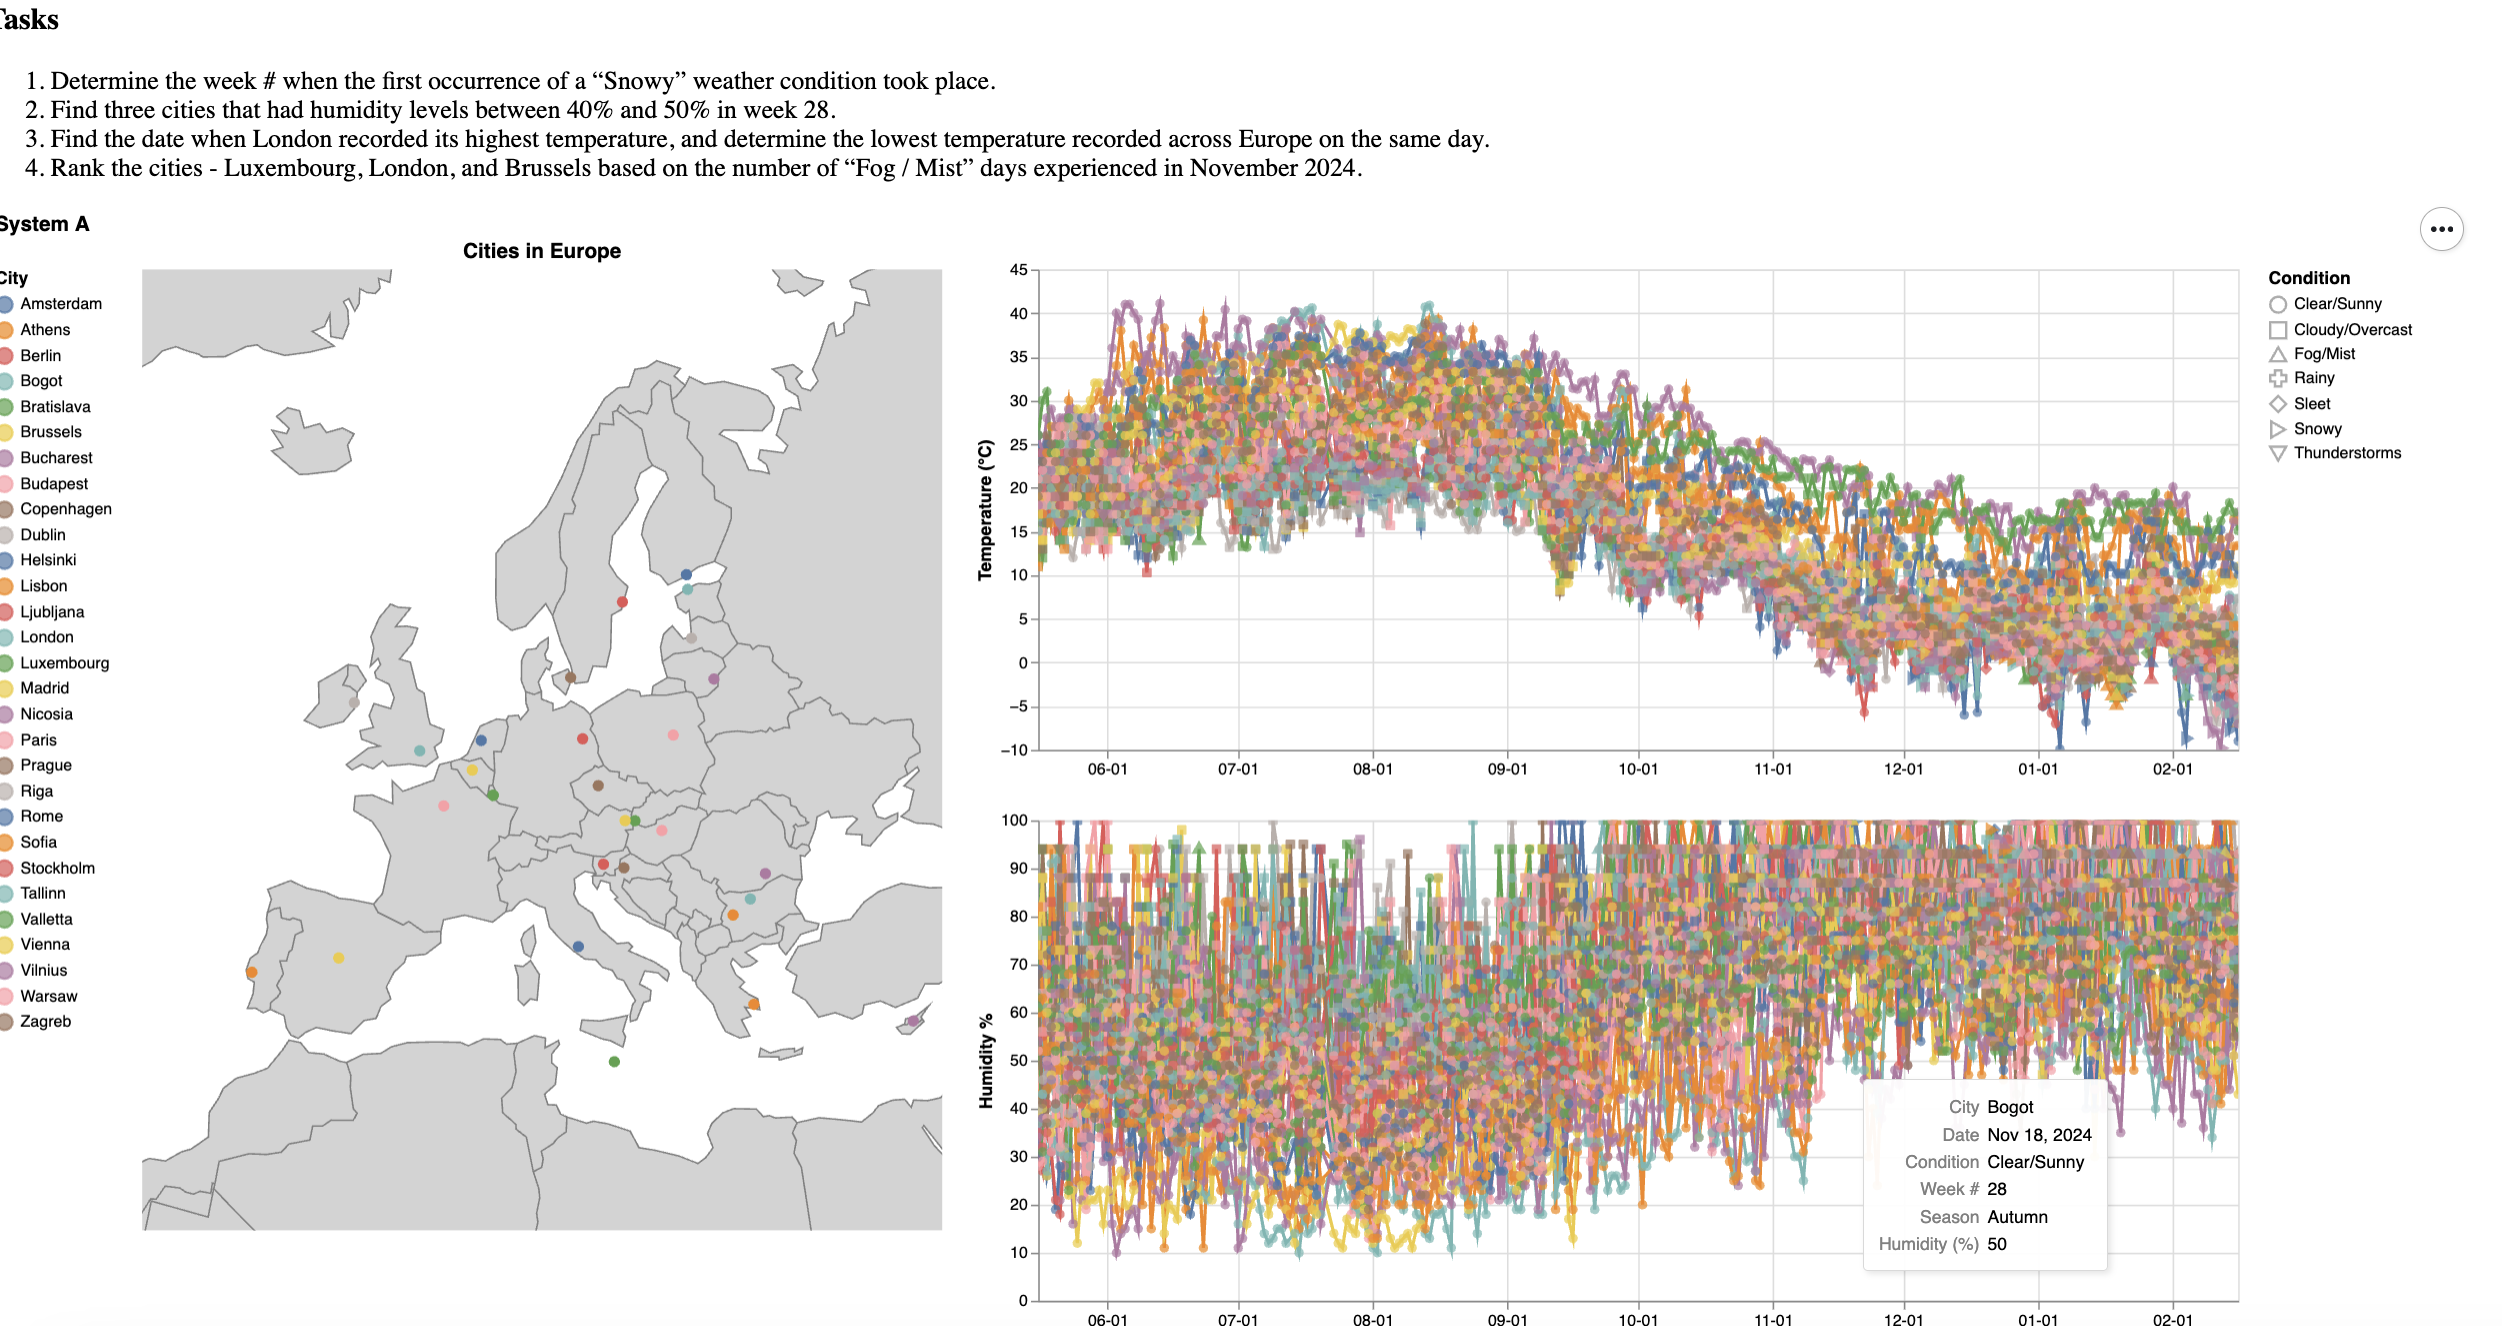 Tasks
1. Determine the week # when the first occurrence of a “Snowy” weather condition took place.
2. Find three cities that had humidity levels between 40% and 50% in week 28.
3. Find the date when London recorded its highest temperature, and determine the lowest temperature recorded across Europe on the same day.
4. Rank the cities - Luxembourg, London, and Brussels based on the number of “Fog / Mist” days experienced in November 2024.
System A
Cities in Europe
City
Amsterdam
Athens
Berlin
Bogot
Bratislava
Brussels
Bucharest
Budapest
Copenhagen
Dublin
Helsinki
Lisbon
Ljubljana
London
Luxembourg
Madrid
Nicosia
Paris
Prague
Riga
Rome
Sofia
Stockholm
Tallinn
Valletta
Vienna
Vilnius
Warsaw
Zagreb
Temperature (°C)
45
40
35
30
25
20
15
10
5
0
−5
−10
06-01 07-01 08-01 09-01 10-01 11-01 12-01 01-01 02-01
Condition
Clear/Sunny
Cloudy/Overcast
Fog/Mist
Rainy
Sleet
Snowy
Thunderstorms
Humidity %
100
90
80
70
60
50
40
30
20
10
0
06-01 07-01 08-01 09-01 10-01 11-01 12-01 01-01 02-01
City Bogot
Date Nov 18, 2024
Condition Clear/Sunny
Week # 28
Season Autumn
Humidity (%) 50